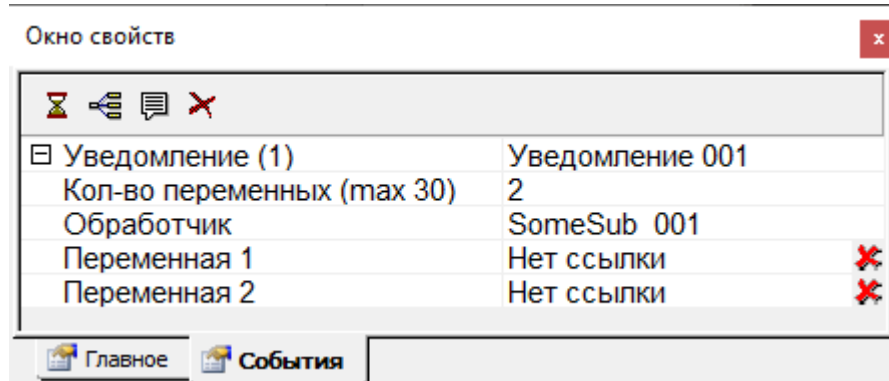 Окно свойств
x
Уведомление (1) Уведомление 001
Кол-во переменных (max 30) 2
Обработчик SomeSub_001
Переменная 1 Нет ссылки
Переменная 2 Нет ссылки
Главное События